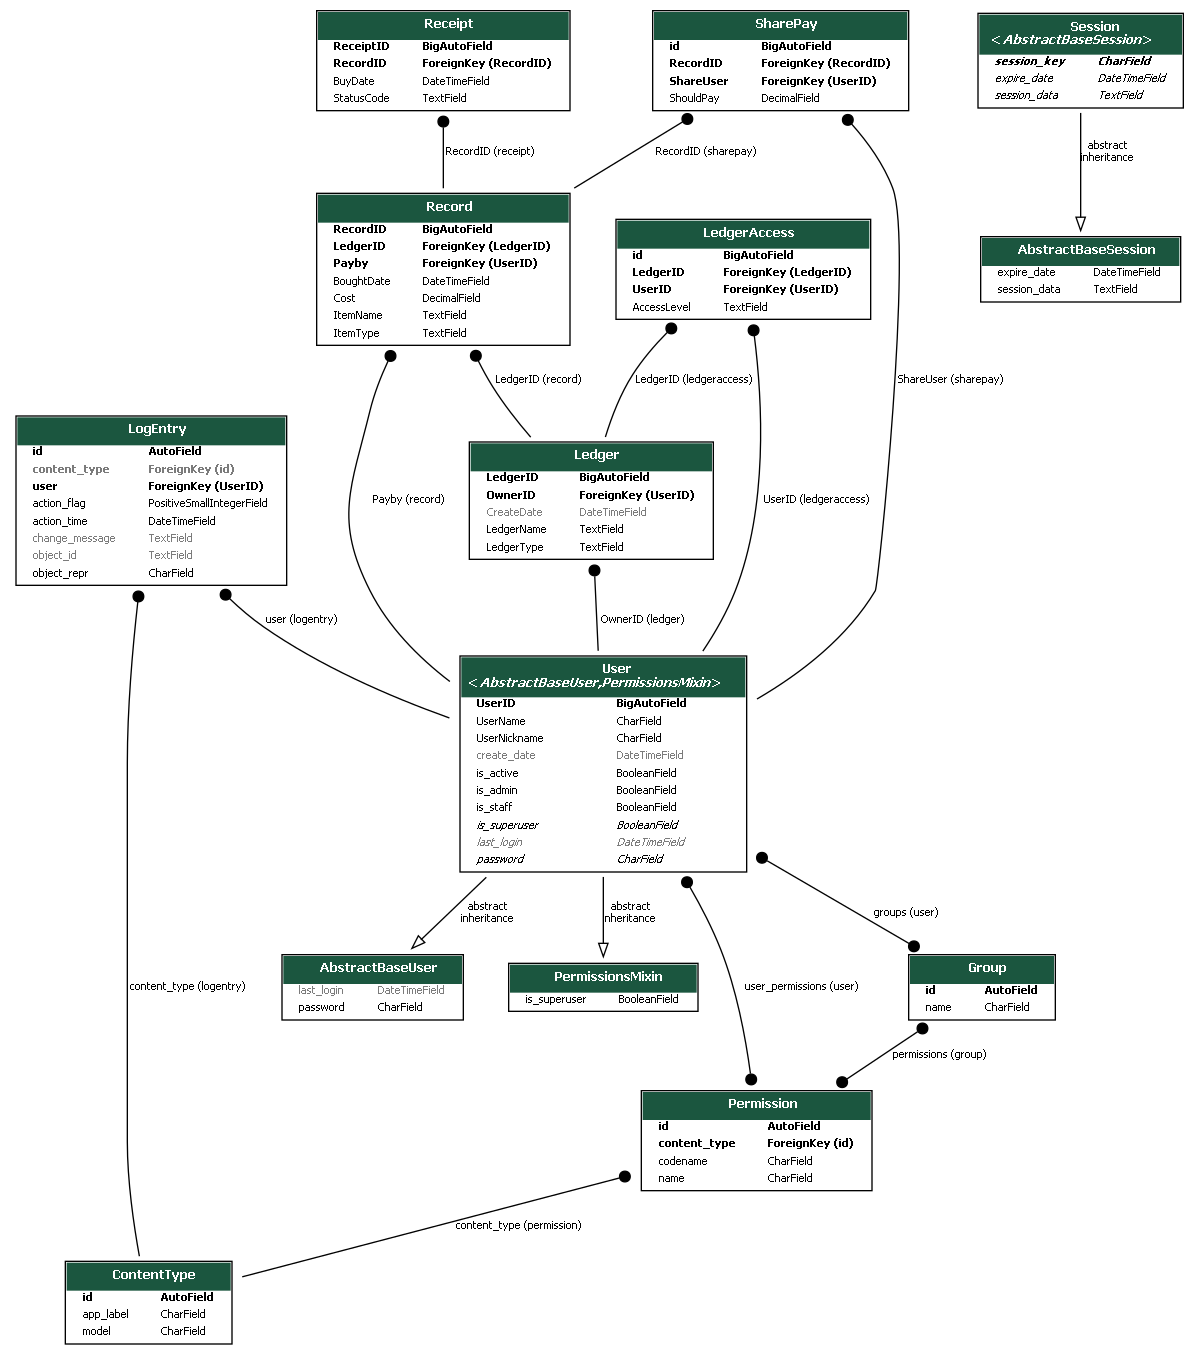 Receipt
ReceiptID BigAutoField
RecordID ForeignKey (RecordID)
BuyDate DateTimeField
StatusCode TextField
SharePay
id BigAutoField
RecordID ForeignKey (RecordID)
ShareUser ForeignKey (UserID)
ShouldPay DecimalField
Session
<AbstractBaseSession>
session_key CharField
expire_date DateTimeField
session_data TextField
RecordID (receipt)
RecordID (sharepay)
abstract
inheritance
Record
RecordID BigAutoField
LedgerID ForeignKey (LedgerID)
Payby ForeignKey (UserID)
BoughtDate DateTimeField
Cost DecimalField
ItemName TextField
ItemType TextField
LedgerAccess
id BigAutoField
LedgerID ForeignKey (LedgerID)
UserID ForeignKey (UserID)
AccessLevel TextField
AbstractBaseSession
expire_date DateTimeField
session_data TextField
LedgerID (record)
LedgerID (ledgeraccess)
ShareUser (sharepay)
LogEntry
id AutoField
content_type ForeignKey (id)
user ForeignKey (UserID)
action_flag PositiveSmallIntegerField
action_time DateTimeField
change_message TextField
object_id TextField
object_repr CharField
Payby (record)
Ledger
LedgerID BigAutoField
OwnerID ForeignKey (UserID)
CreateDate DateTimeField
LedgerName TextField
LedgerType TextField
UserID (ledgeraccess)
user (logentry)
OwnerID (ledger)
User
<AbstractBaseUser,PermissionsMixin>
UserID BigAutoField
UserName CharField
UserNickname CharField
create_date DateTimeField
is_active BooleanField
is_admin BooleanField
is_staff BooleanField
is_superuser BooleanField
last_login DateTimeField
password CharField
abstract
inheritance
abstract
inheritance
groups (user)
AbstractBaseUser
last_login DateTimeField
password CharField
PermissionsMixin
is_superuser BooleanField
Group
id AutoField
name CharField
content_type (logentry)
user_permissions (user)
permissions (group)
Permission
id AutoField
content_type ForeignKey (id)
codename CharField
name CharField
content_type (permission)
ContentType
id AutoField
app_label CharField
model CharField